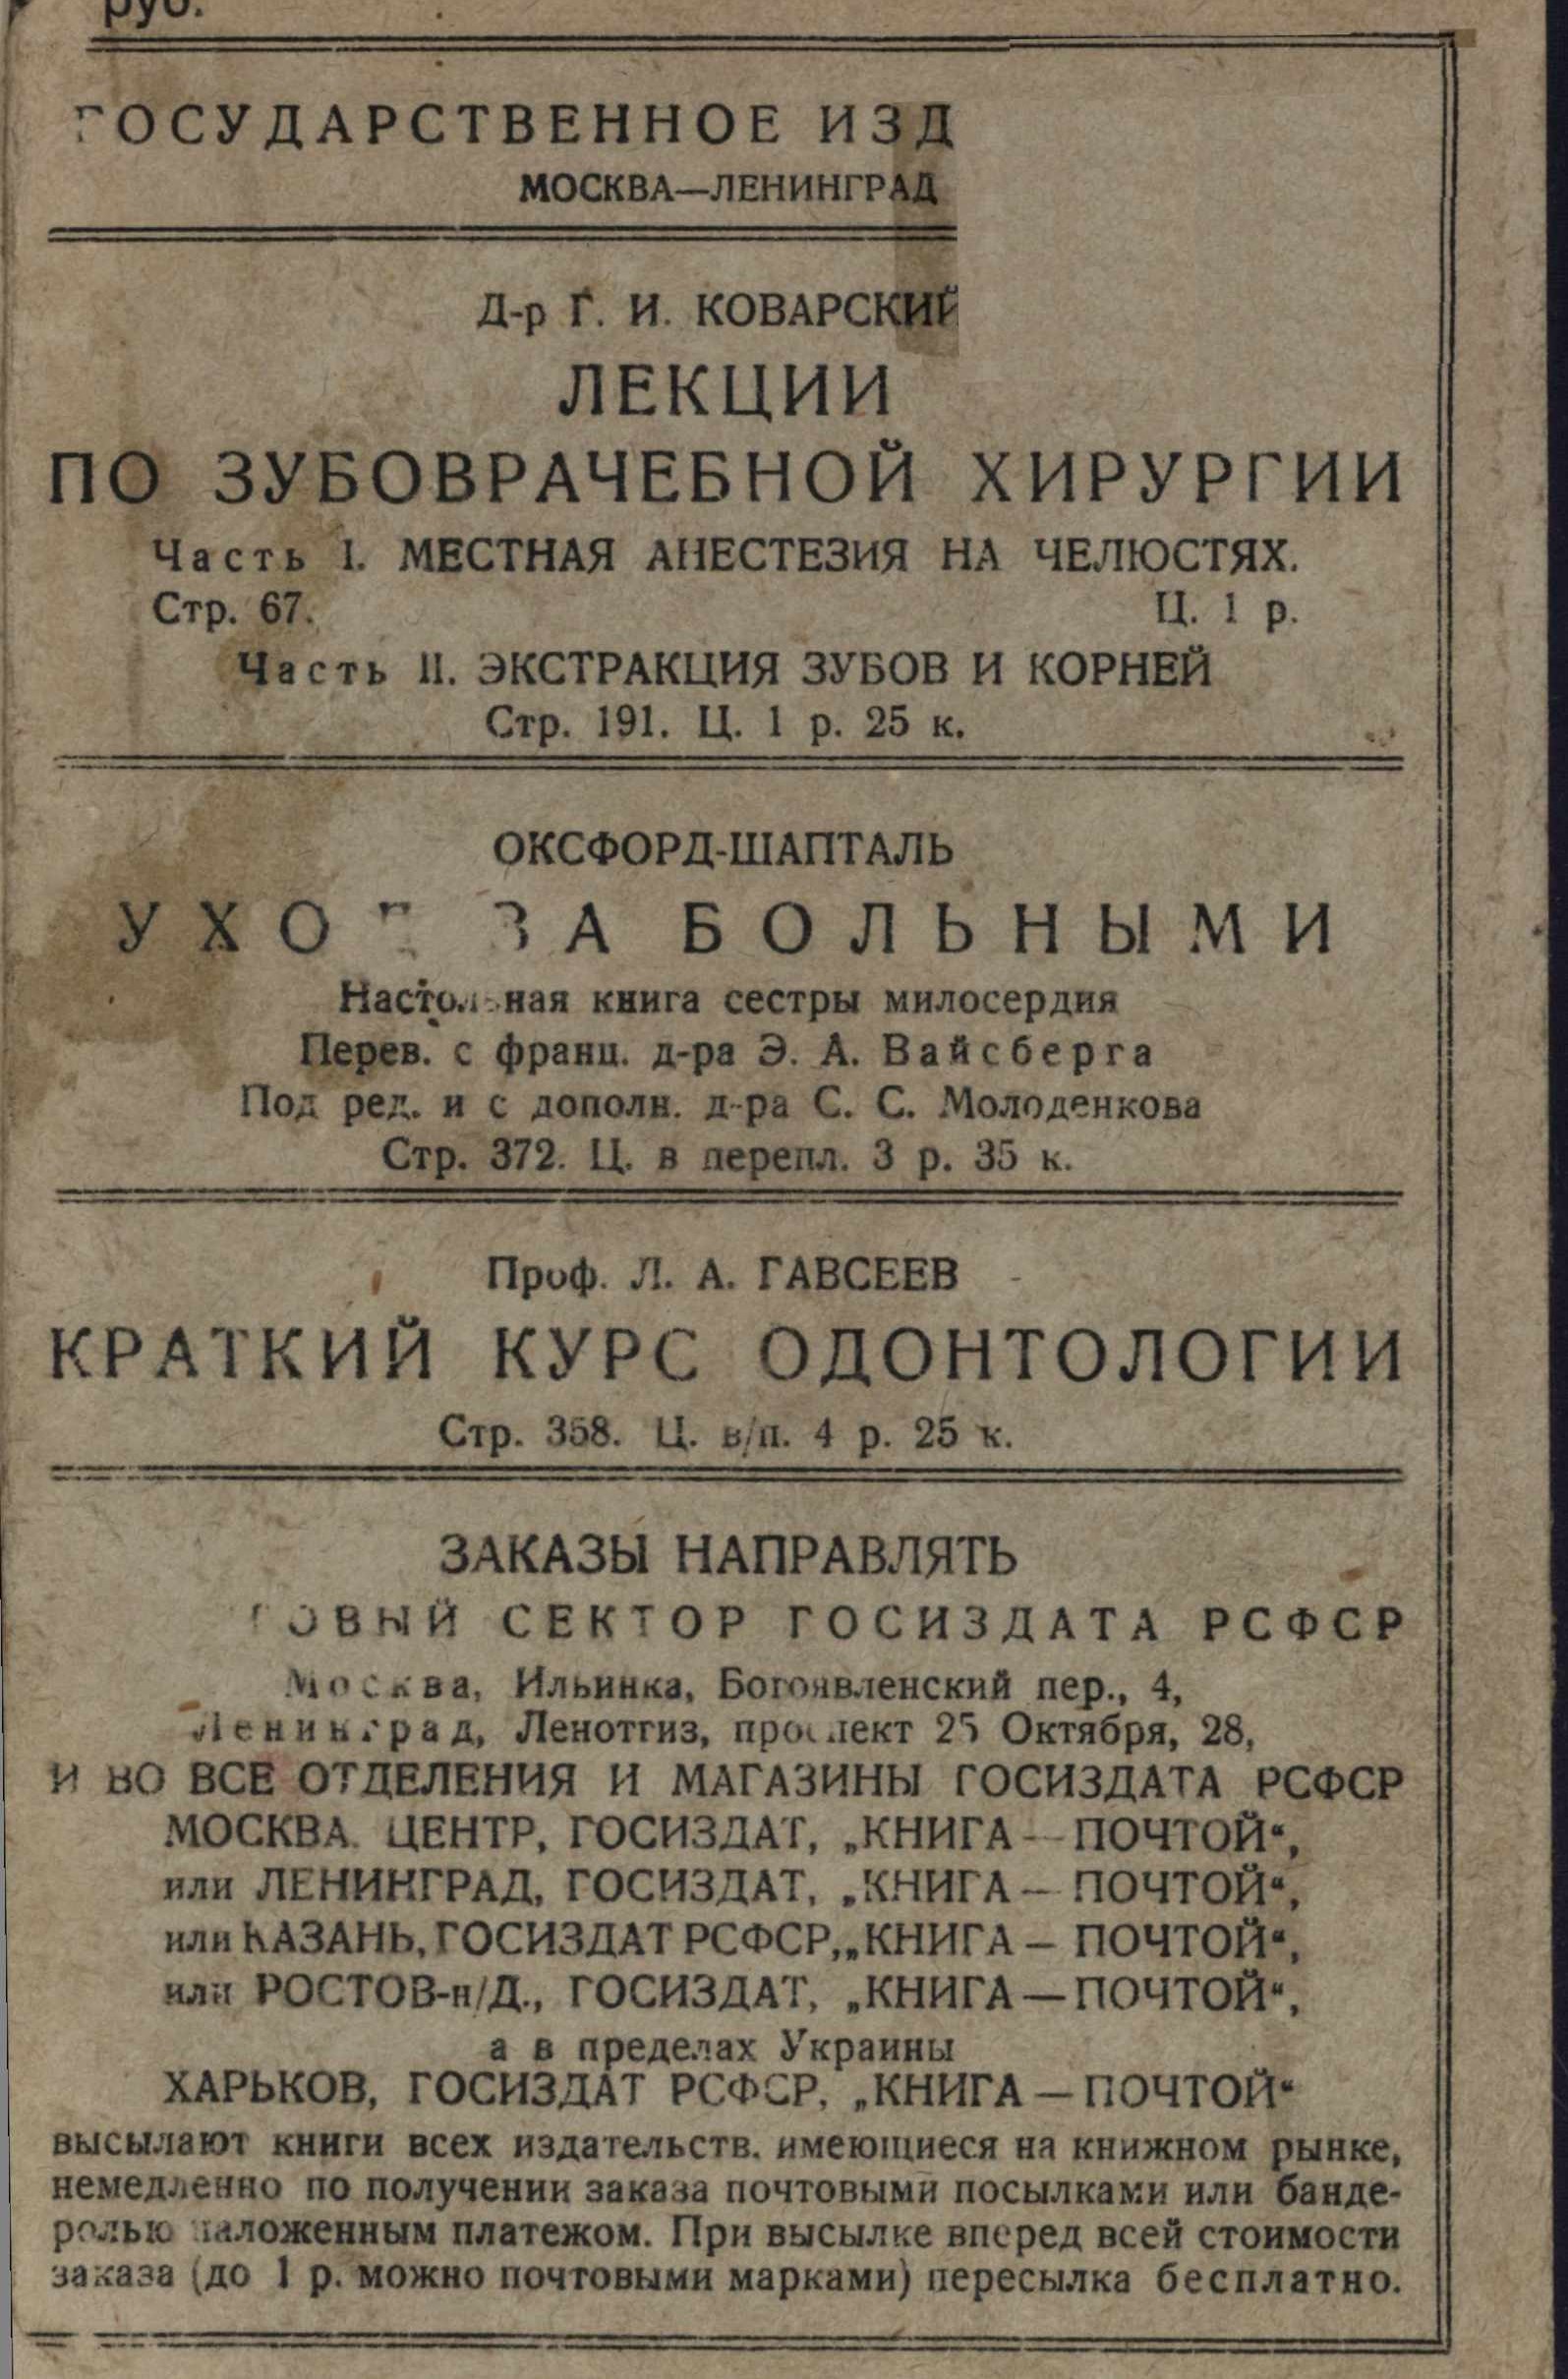 руб.
ГОСУДАРСТВЕННОЕ ИЗД
МОСКВА—ЛЕНИНГРАД
Д-р Г. И. КОВАРСКИЙ
ЛЕКЦИИ
ПО ЗУБОВРАЧЕБНОЙ ХИРУРГИИ
Часть I. МЕСТНАЯ АНЕСТЕЗИЯ НА ЧЕЛЮСТЯХ.
Стр. 67. Ц. 1 р.
Часть II. ЭКСТРАКЦИЯ ЗУБОВ И КОРНЕЙ
Стр. 191. Ц. 1 р. 25 к.
ОКСФОРД-ШАПТАЛЬ
УХОД ЗА БОЛЬНЫМИ
Настольная книга сестры милосердия
Перев. с франц. д-ра Э. А. Вайсберга
Под ред. и с дополн. д-ра С. С. Молоденкова
Стр. 372. Ц. в перепл. 3 р. 35 к.
Проф. Л. А. ГАВСЕЕВ
КРАТКИЙ КУРС ОДОНТОЛОГИИ
Стр. 358. Ц. в/п. 4 р. 25 к.
ЗАКАЗЫ НАПРАВЛЯТЬ
ГОВЫЙ СЕКТОР ГОСИЗДАТА РСФСР
Москва, Ильинка, Богоявленский пер., 4,
Ленинград, Ленотгиз, проспект 25 Октября, 28,
И ВО ВСЕ ОТДЕЛЕНИЯ И МАГАЗИНЫ ГОСИЗДАТА РСФСР
МОСКВА. ЦЕНТР, ГОСИЗДАТ, „КНИГА — ПОЧТОЙ“,
или ЛЕНИНГРАД, ГОСИЗДАТ, „КНИГА — ПОЧТОЙ“,
или КАЗАНЬ, ГОСИЗДАТ РСФСР, „КНИГА — ПОЧТОЙ“,
или РОСТОВ-н/Д., ГОСИЗДАТ, „КНИГА — ПОЧТОЙ“,
а в пределах Украины
ХАРЬКОВ, ГОСИЗДАТ РСФСР, „КНИГА — ПОЧТОЙ“
высылают книги всех издательств, имеющиеся на книжном рынке,
немедленно по получении заказа почтовыми посылками или банде-
ролью наложенным платежом. При высылке вперед всей стоимости
заказа (до 1 р. можно почтовыми марками) пересылка бесплатно.